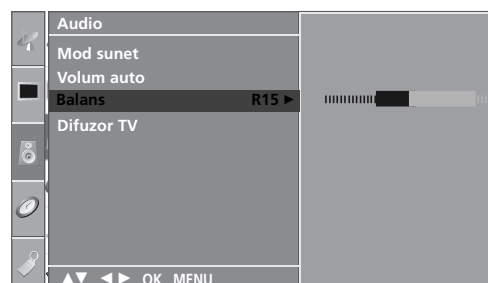 Audio
Mod sunet
Volum auto
Balans R15 ►
Difuzor TV
▲▼ ◄► OK MENU